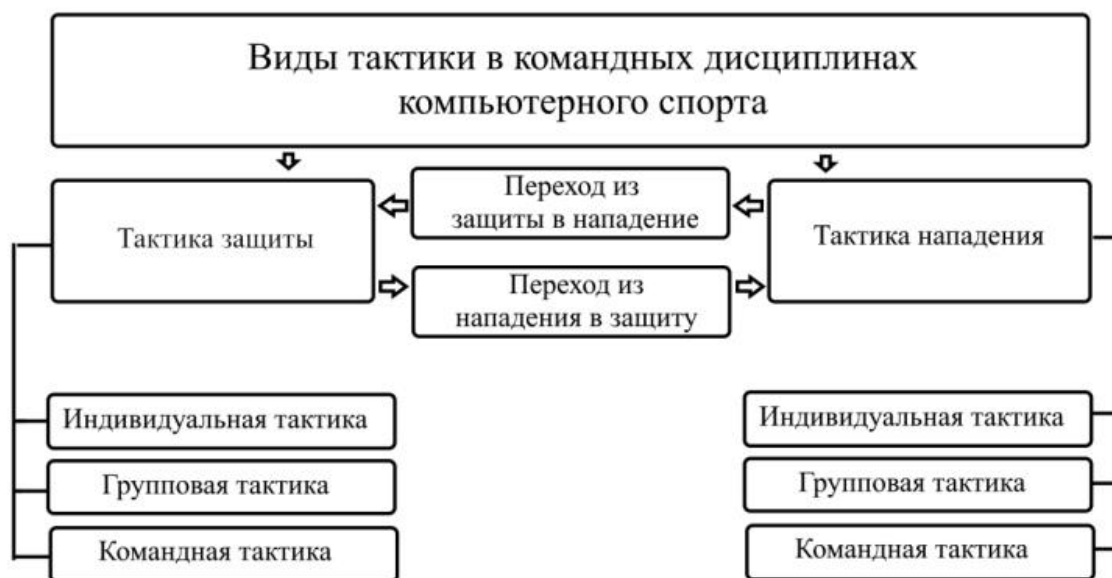 Виды тактики в командных дисциплинах
компьютерного спорта
Тактика защиты
Переход из
защиты в нападение
Тактика нападения
Переход из
нападения в защиту
Индивидуальная тактика
Групповая тактика
Командная тактика
Индивидуальная тактика
Групповая тактика
Командная тактика